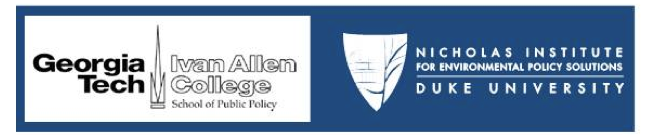 Georgia
Tech
Ivan Allen
College
School of Public Policy
NICHOLAS INSTITUTE
FOR ENVIRONMENTAL POLICY SOLUTIONS
DUKE UNIVERSITY